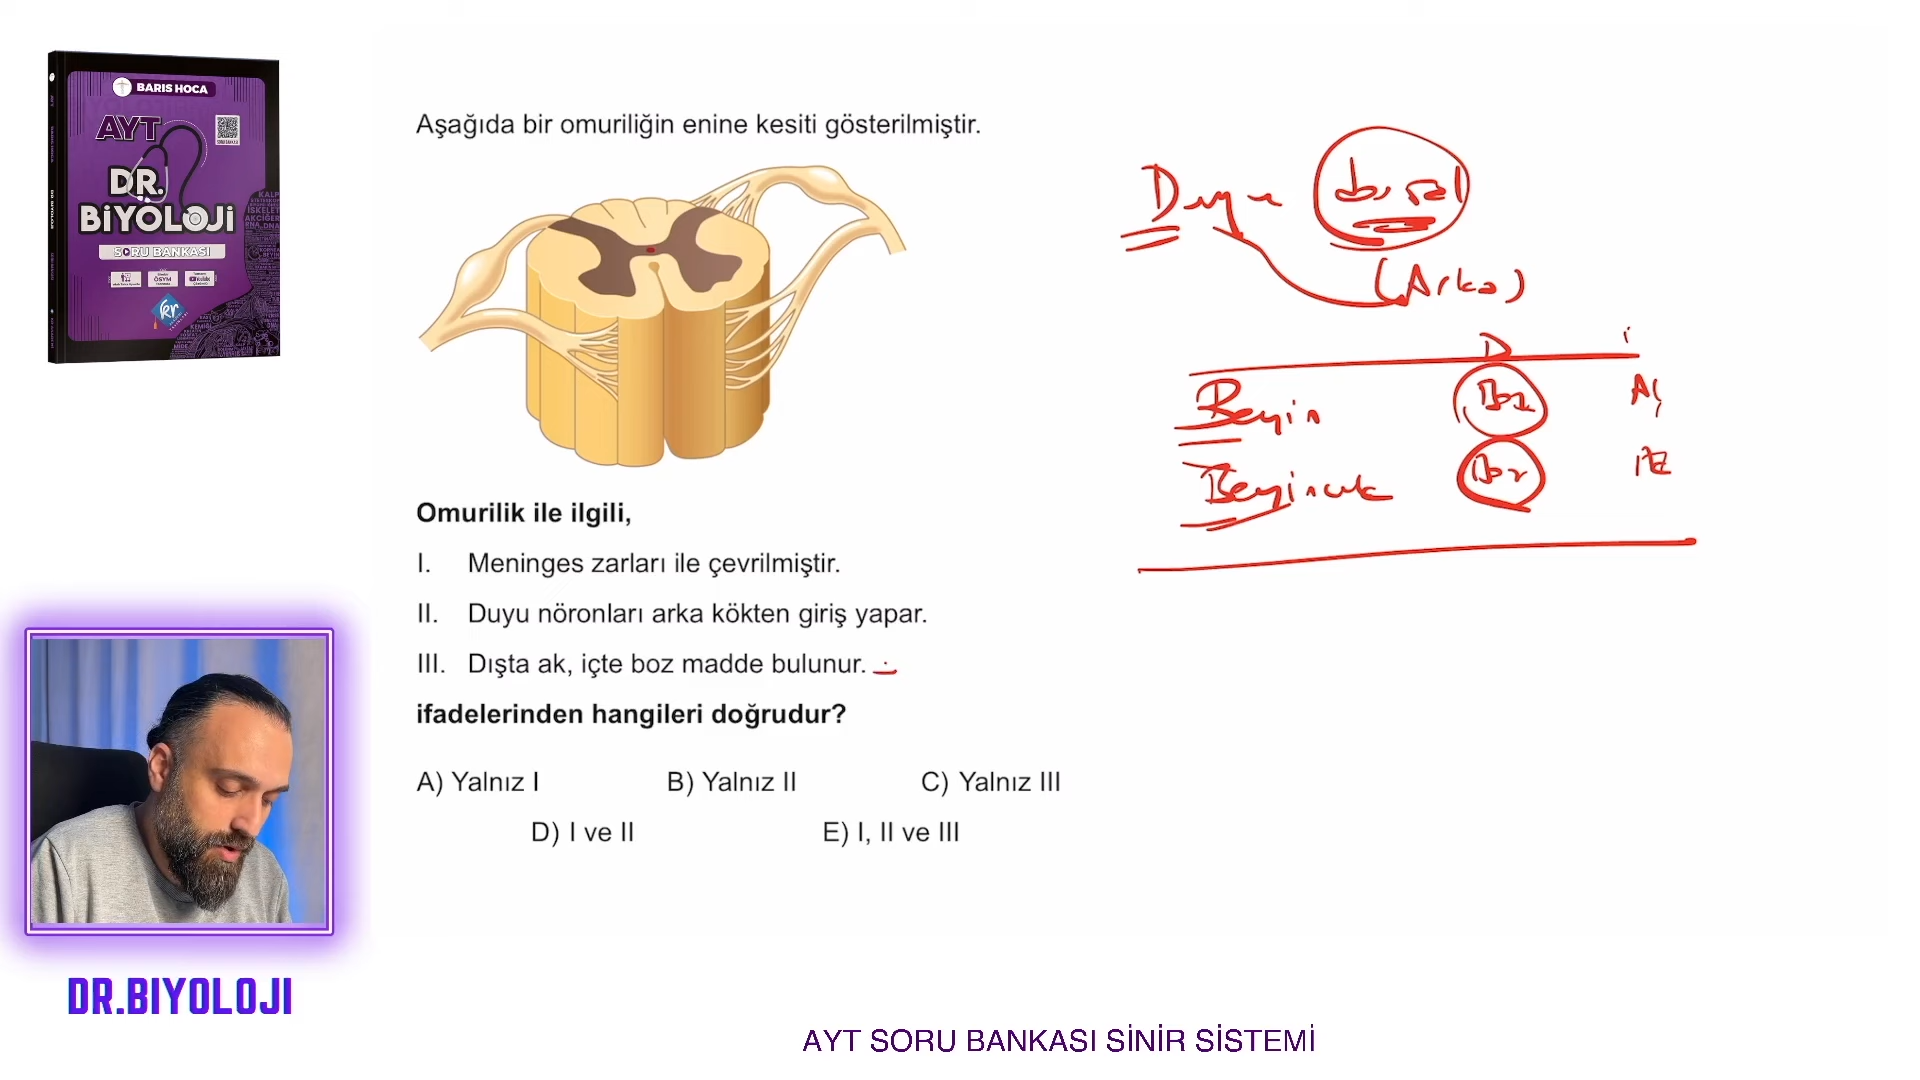 BARIS HOCA
AYT
DR.
BİYOLOJİ
SORU BANKASI
ÖSYM
kr
Aşağıda bir omuriliğin enine kesiti gösterilmiştir.
Omurilik ile ilgili,
I. Meninges zarları ile çevrilmiştir.
II. Duyu nöronları arka kökten giriş yapar.
III. Dışta ak, içte boz madde bulunur.
ifadelerinden hangileri doğrudur?
A) Yalnız I B) Yalnız II C) Yalnız III
D) I ve II E) I, II ve III
Duyu
(Arka)
D i
Beyin Boz
Beyincik Boz
DR.BIYOLOJI
AYT SORU BANKASI SİNİR SİSTEMİ